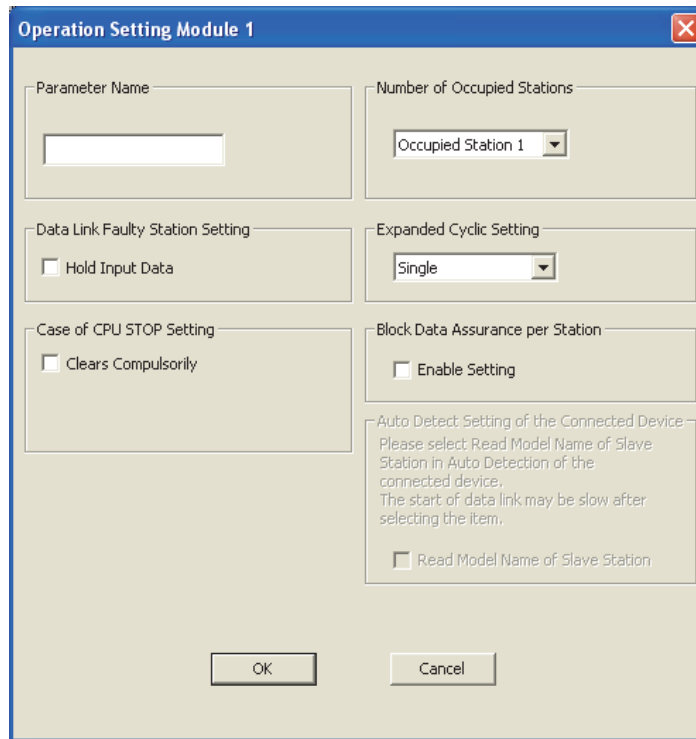 Operation Setting Module 1
Parameter Name
Number of Occupied Stations
Occupied Station 1
Data Link Faulty Station Setting
Hold Input Data
Expanded Cyclic Setting
Single
Case of CPU STOP Setting
Clears Compulsorily
Block Data Assurance per Station
Enable Setting
Auto Detect Setting of the Connected Device
Please select Read Model Name of Slave
Station in Auto Detection of the
connected device.
The start of data link may be slow after
selecting the item.
Read Model Name of Slave Station
OK
Cancel